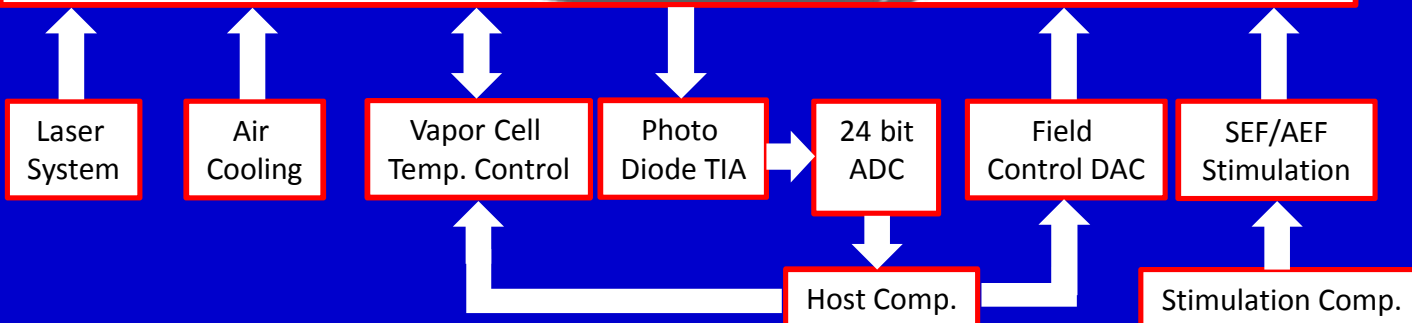 Laser
System
Air
Cooling
Vapor Cell
Temp. Control
Photo
Diode TIA
24 bit
ADC
Field
Control DAC
SEF/AEF
Stimulation
Host Comp.
Stimulation Comp.